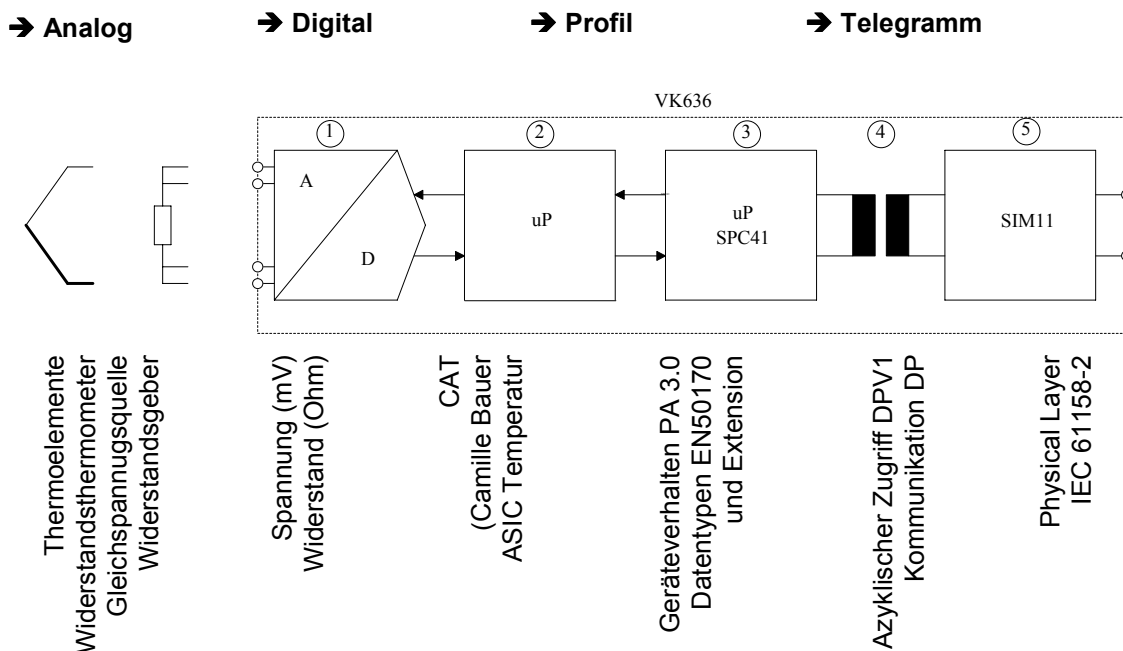 ➔ Analog
➔ Digital
➔ Profil
➔ Telegramm
VK636
1
2
3
4
5
A
D
uP
uP
SPC41
SIM11
Thermoelemente
Widerstandsthermometer
Gleichspannugsquelle
Widerstandsgeber
Spannung (mV)
Widerstand (Ohm)
CAT
(Camille Bauer
ASIC Temperatur
Geräteverhalten PA 3.0
Datentypen EN50170
und Extension
Azyklischer Zugriff DPV1
Kommunikation DP
Physical Layer
IEC 61158-2